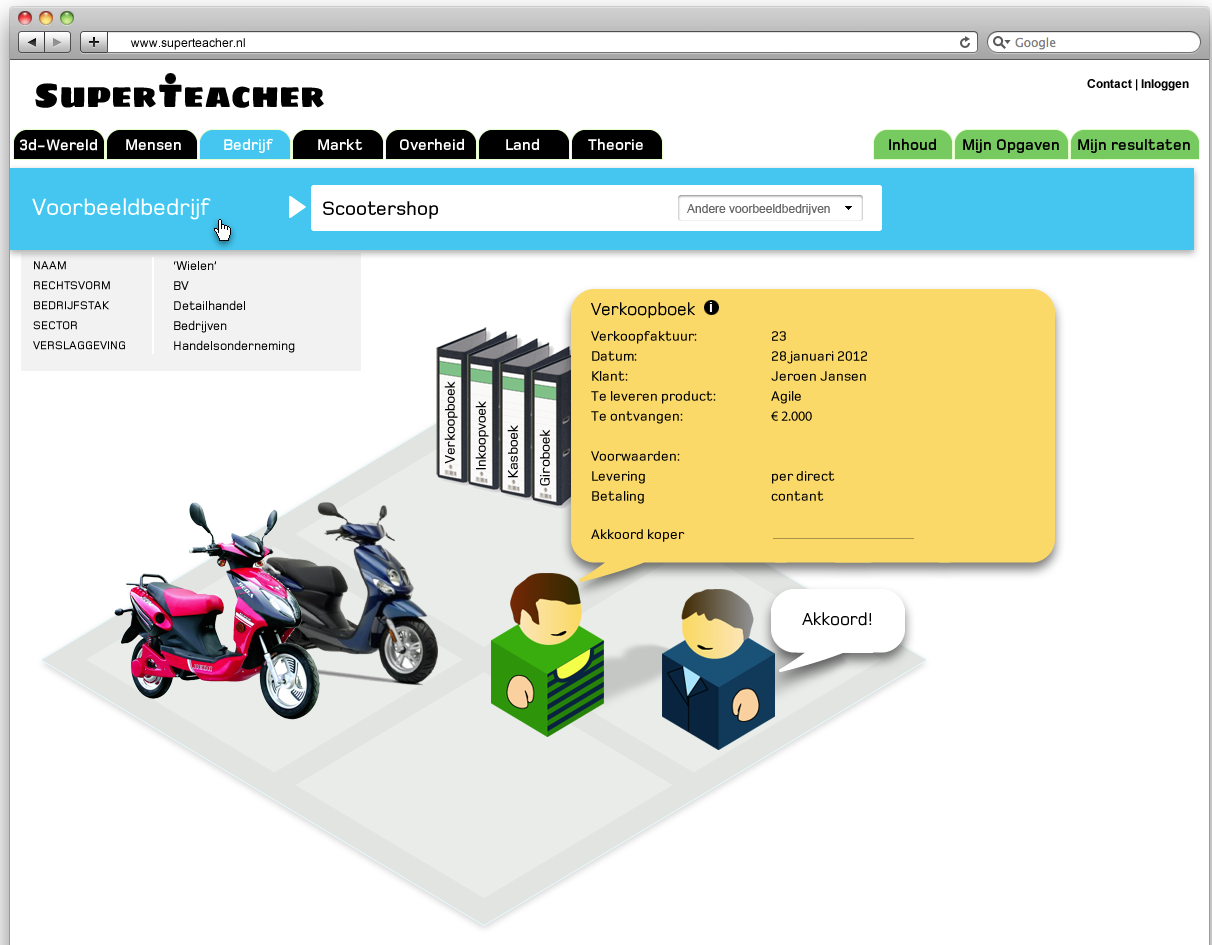 www.superteacher.nl
Google
SuperTeacher
Contact | Inloggen
3d-Wereld Mensen Bedrijf Markt Overheid Land Theorie Inhoud Mijn Opgaven Mijn resultaten
Voorbeeldbedrijf
Scootershop
Andere voorbeeldbedrijven
NAAM 'Wielen'
RECHTSVORM BV
BEDRIJFSTAK Detailhandel
SECTOR Bedrijven
VERSLAGGEVING Handelsonderneming
Verkoopboek i
Verkoopfaktuur: 23
Datum: 28 januari 2012
Klant: Jeroen Jansen
Te leveren product: Agile
Te ontvangen: € 2.000
Voorwaarden:
Levering per direct
Betaling contant
Akkoord koper
Verkoopboek
Inkoopvoek
Kasboek
Giroboek
Akkoord!